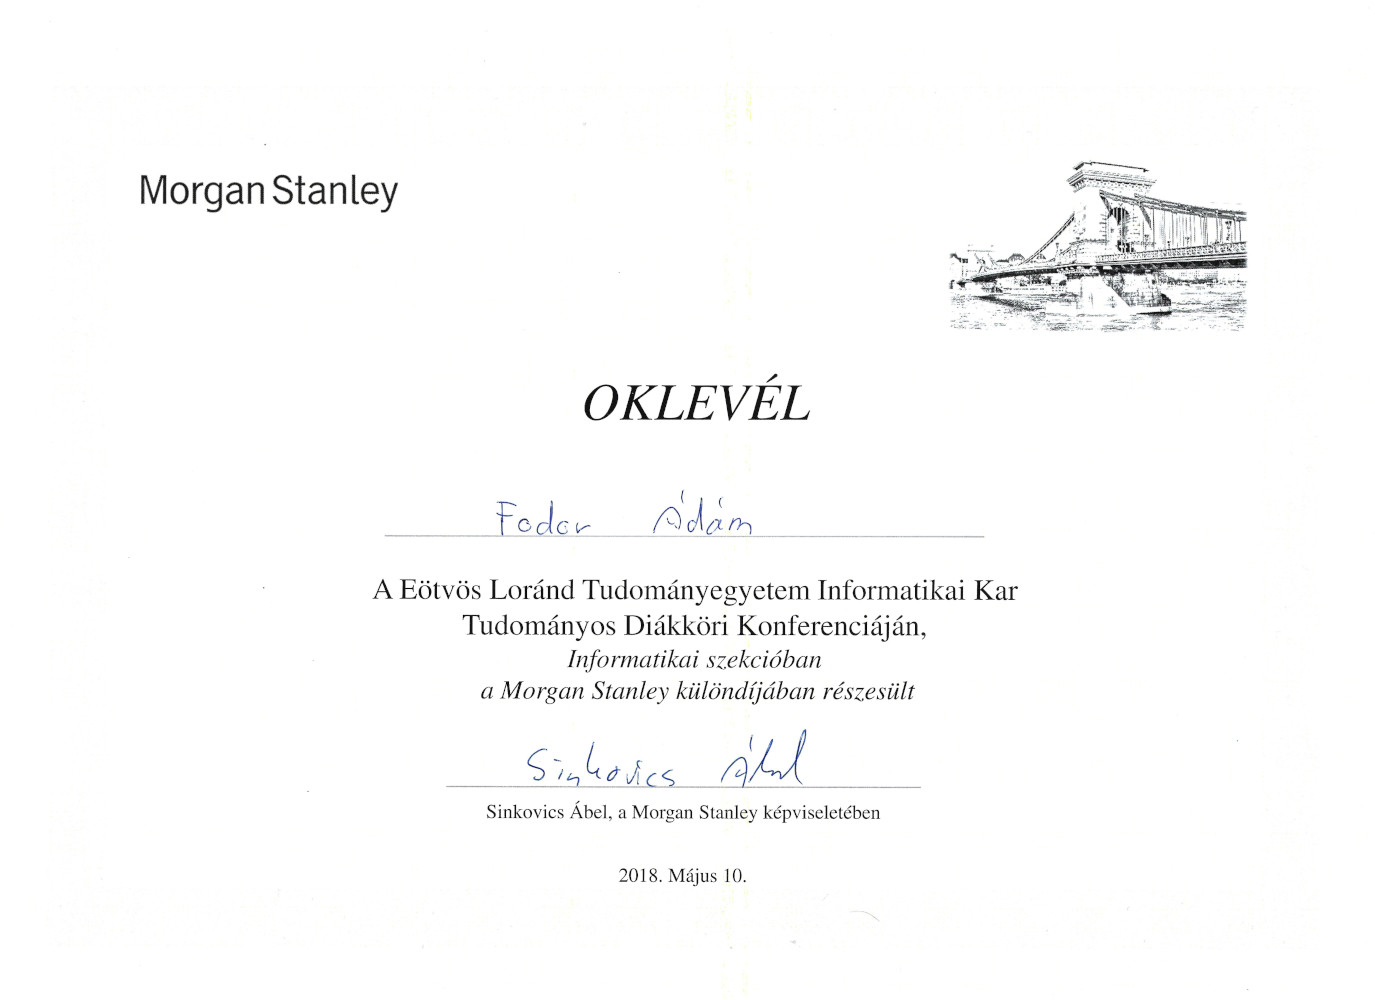 Morgan Stanley
OKLEVÉL
Fodor Ádám
A Eötvös Loránd Tudományegyetem Informatikai Kar
Tudományos Diákköri Konferenciáján,
Informatikai szekcióban
a Morgan Stanley különdíjában részesült
Sinkovics Ábel
Sinkovics Ábel, a Morgan Stanley képviseletében
2018. Május 10.